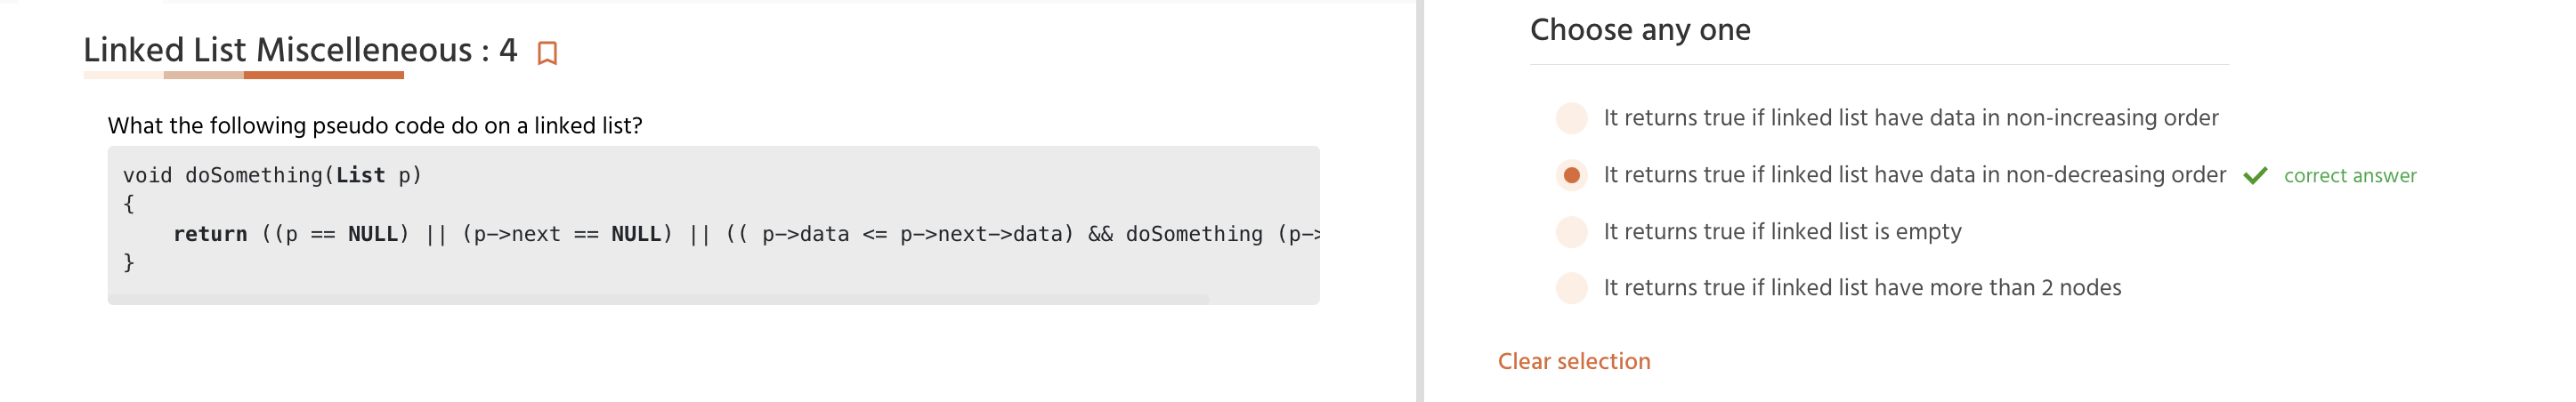 Linked List Miscelleneous : 4
What the following pseudo code do on a linked list?
void doSomething(List p)
{
return ((p == NULL) || (p->next == NULL) || (( p->data <= p->next->data) && doSomething (p->
}
Choose any one
It returns true if linked list have data in non-increasing order
It returns true if linked list have data in non-decreasing order correct answer
It returns true if linked list is empty
It returns true if linked list have more than 2 nodes
Clear selection